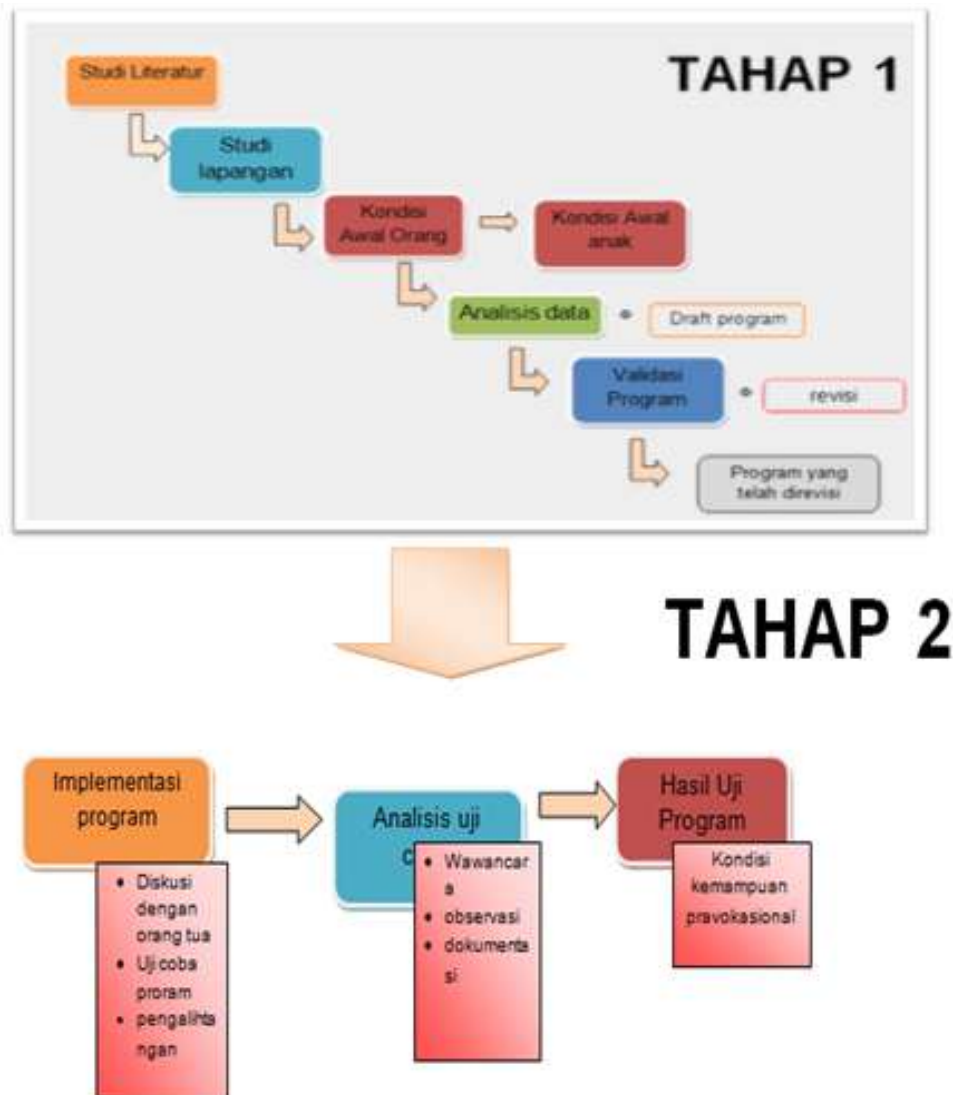 TAHAP 1
Studi Literatur
Studi
lapangan
Kondisi
Awal Orang
Kondisi Awal
anak
Analisis data
Draft program
Validasi
Program
revisi
Program yang
telah direvisi
TAHAP 2
Implementasi
program
• Diskusi
dengan
orang tua
• Uji coba
proram
• pengalihta
ngan
Analisis uji
c
• Wawancar
a
• observasi
• dokumenta
si
Hasil Uji
Program
Kondisi
kemampuan
pravokasional